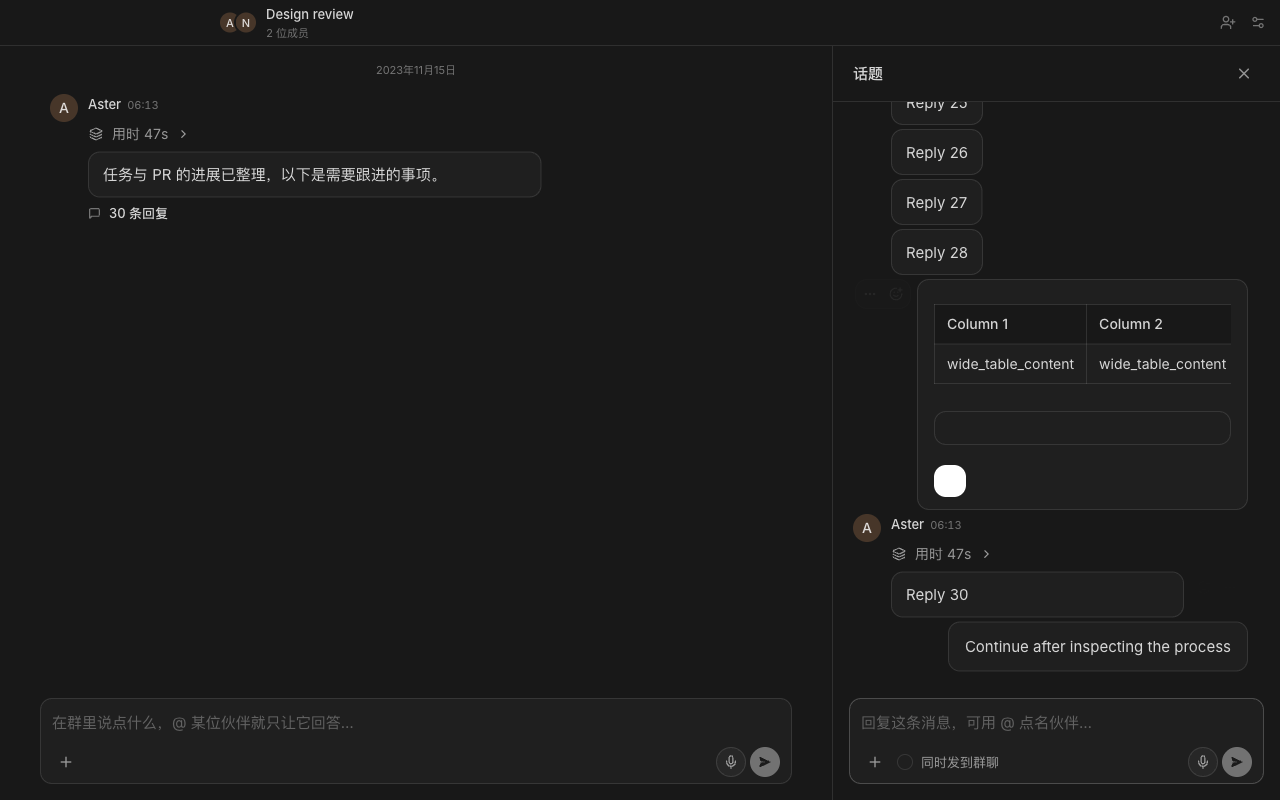 A N
Design review
2 位成员
2023年11月15日
A
Aster 06:13
用时 47s
任务与 PR 的进展已整理，以下是需要跟进的事项。
30 条回复
在群里说点什么，@ 某位伙伴就只让它回答...
话题
Reply 25
Reply 26
Reply 27
Reply 28
Column 1 Column 2
wide_table_content wide_table_content
A
Aster 06:13
用时 47s
Reply 30
Continue after inspecting the process
回复这条消息，可用 @ 点名伙伴...
同时发到群聊